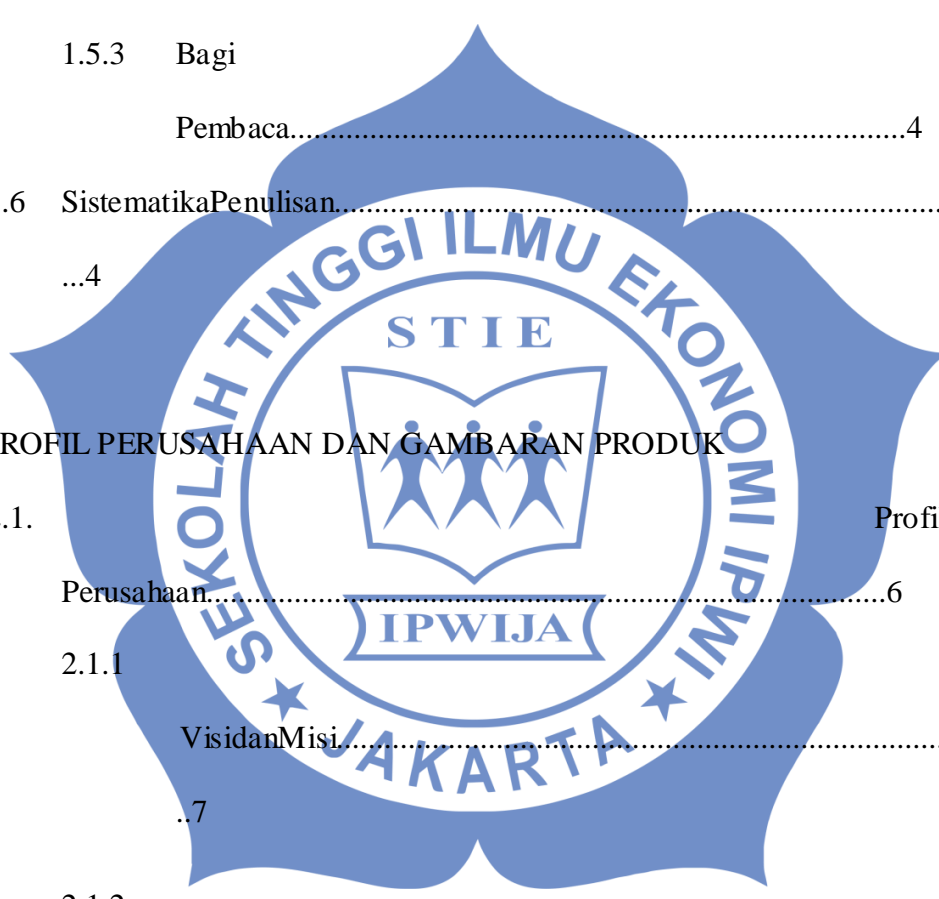 1.5.3 Bagi
Pembaca...............................................................................4
.6 SistematikaPenulisan...............................................................................
...4
ROFIL PERUSAHAAN DAN GAMBARAN PRODUK
.1. Profi
Perusahaan...............................................................................6
2.1.1
VisidanMisi...............................................................................
..7
SEKOLAH TINGGI ILMU EKONOMI IPWI
JAKARTA
STIE
IPWIJA